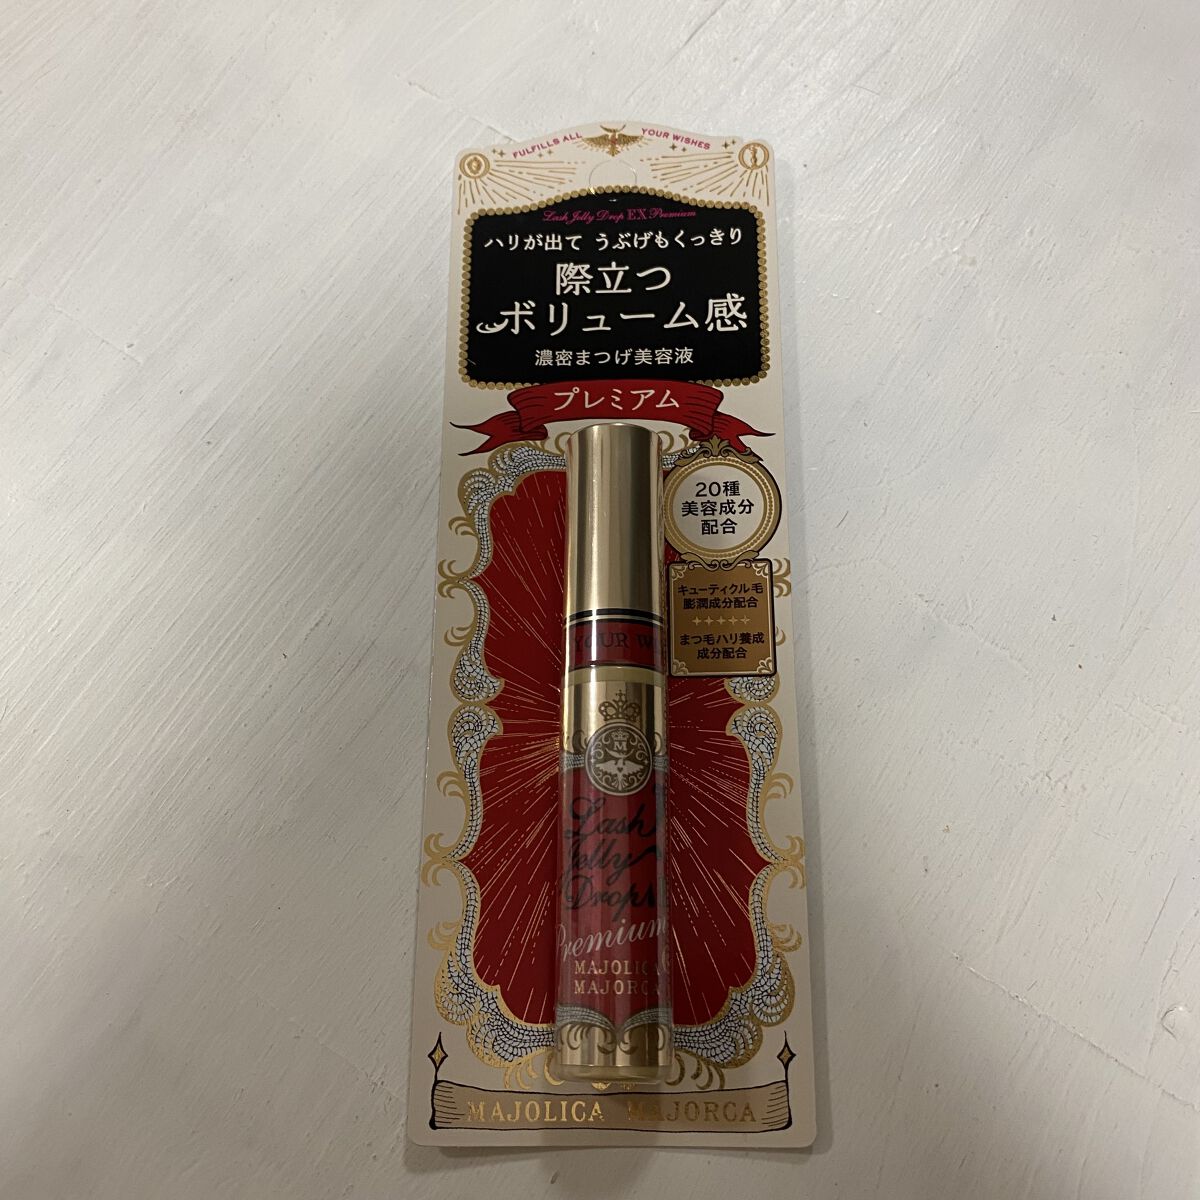 FULFILLS ALL YOUR WISHES
Lash Jelly Drop EX Premium
ハリが出て うぶげもくっきり
際立つ
ボリューム感
濃密まつげ美容液
プレミアム
20種
美容成分
配合
キューティクル毛
膨潤成分配合
まつ毛ハリ養成
成分配合
YOUR
M
Lash
Jelly
Drop
Premium
MAJOLICA
MAJORCA
MAJOLICA MAJORCA